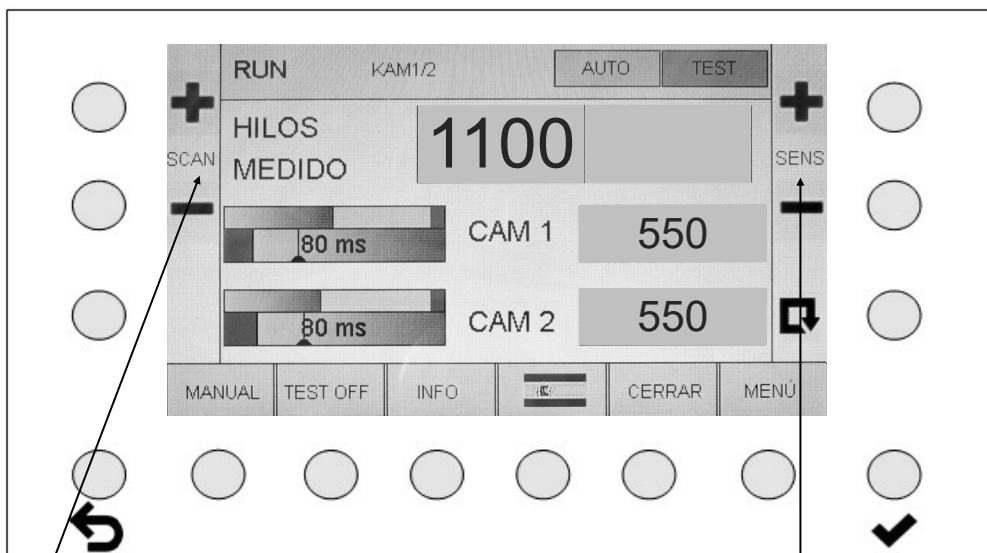 RUN KAM1/2 AUTO TEST
HILOS 1100
MEDIDO
SCAN
SENS
80 ms CAM 1 550
80 ms CAM 2 550
MANUAL TEST OFF INFO CERRAR MENÚ